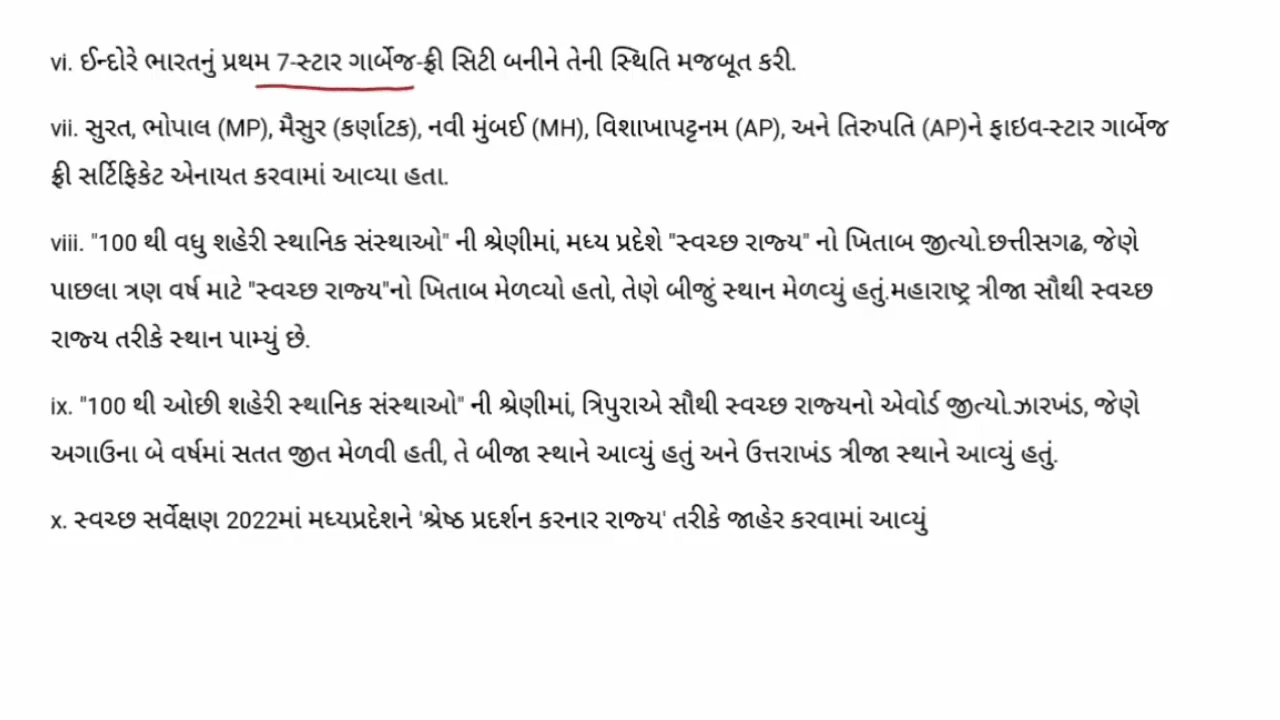 vi. ઈન્દોરે ભારતનું પ્રથમ 7-સ્ટાર ગાર્બેજ-ફ્રી સિટી બનીને તેની સ્થિતિ મજબૂત કરી.
vii. સુરત, ભોપાલ (MP), મૈસુર (કર્ણાટક), નવી મુંબઈ (MH), વિશાખાપટ્ટનમ (AP), અને તિરુપતિ (AP)ને ફાઇવ-સ્ટાર ગાર્બેજ
ફ્રી સર્ટિફિકેટ એનાયત કરવામાં આવ્યા હતા.
viii. "100 થી વધુ શહેરી સ્થાનિક સંસ્થાઓ" ની શ્રેણીમાં, મધ્ય પ્રદેશે "સ્વચ્છ રાજ્ય" નો ખિતાબ જીત્યો.છત્તીસગઢ, જેણે
પાછલા ત્રણ વર્ષ માટે "સ્વચ્છ રાજ્ય"નો ખિતાબ મેળવ્યો હતો, તેણે બીજું સ્થાન મેળવ્યું હતું.મહારાષ્ટ્ર ત્રીજા સૌથી સ્વચ્છ
રાજ્ય તરીકે સ્થાન પામ્યું છે.
ix. "100 થી ઓછી શહેરી સ્થાનિક સંસ્થાઓ" ની શ્રેણીમાં, ત્રિપુરાએ સૌથી સ્વચ્છ રાજ્યનો એવોર્ડ જીત્યો.ઝારખંડ, જેણે
અગાઉના બે વર્ષમાં સતત જીત મેળવી હતી, તે બીજા સ્થાને આવ્યું હતું અને ઉત્તરાખંડ ત્રીજા સ્થાને આવ્યું હતું.
x. સ્વચ્છ સર્વેક્ષણ 2022માં મધ્યપ્રદેશને 'શ્રેષ્ઠ પ્રદર્શન કરનાર રાજ્ય' તરીકે જાહેર કરવામાં આવ્યું